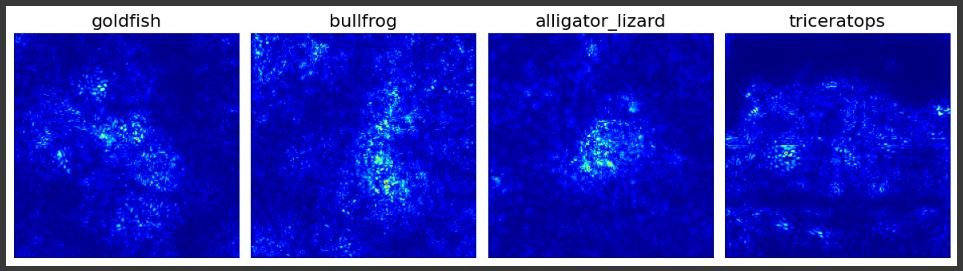 goldfish
bullfrog
alligator_lizard
triceratops